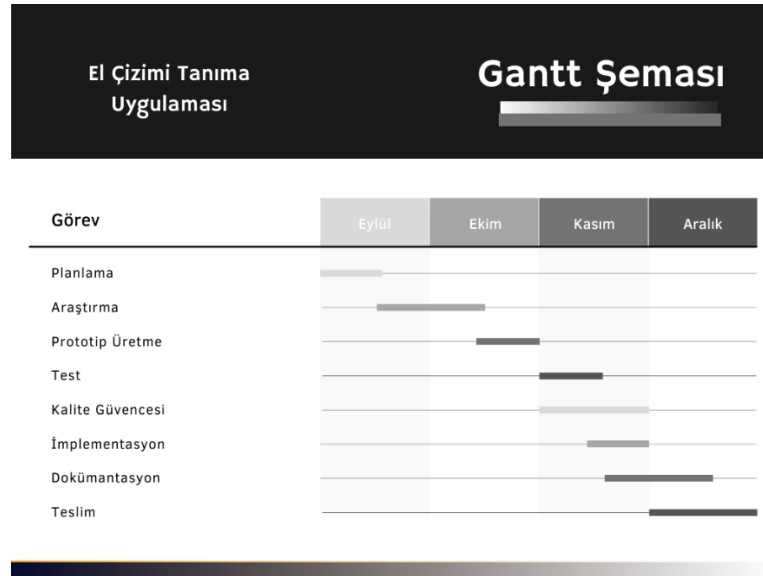 El Çizimi Tanıma
Uygulaması
Gantt Şeması
Görev
Eylül
Ekim
Kasım
Aralık
Planlama
Araştırma
Prototip Üretme
Test
Kalite Güvencesi
İmplementasyon
Dokümantasyon
Teslim